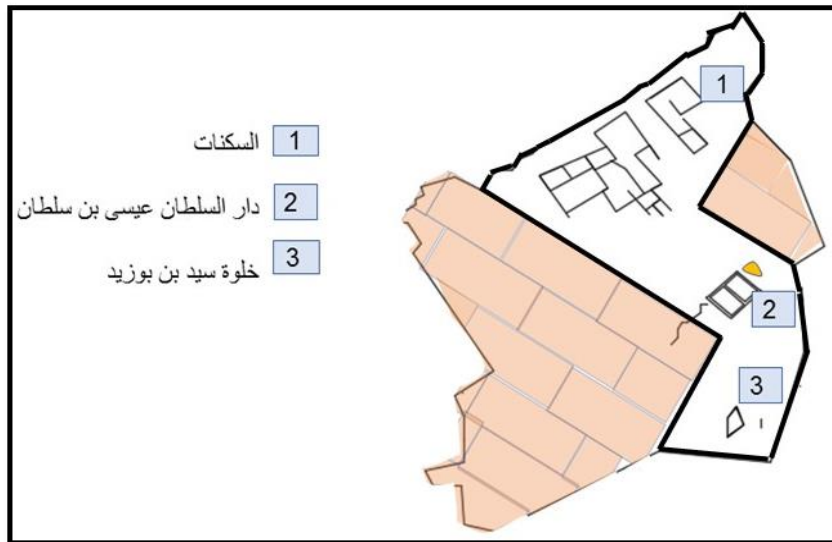 السكنات 1
دار السلطان عيسى بن سلطان 2
خلوة سيد بن بوزيد 3
1
2
3